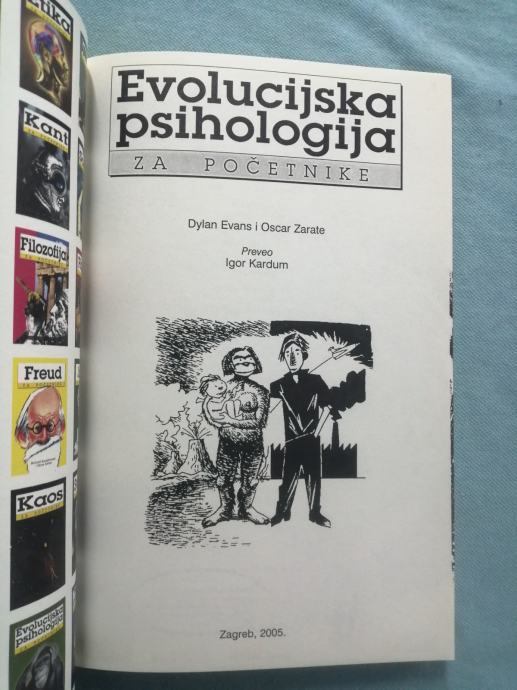 Etika
Kant
Filozofija
Freud
Kaos
Evolucijska
psihologija
Evolucijska
psihologija
ZA POČETNIKE
Dylan Evans i Oscar Zarate
Preveo
Igor Kardum
Zagreb, 2005.